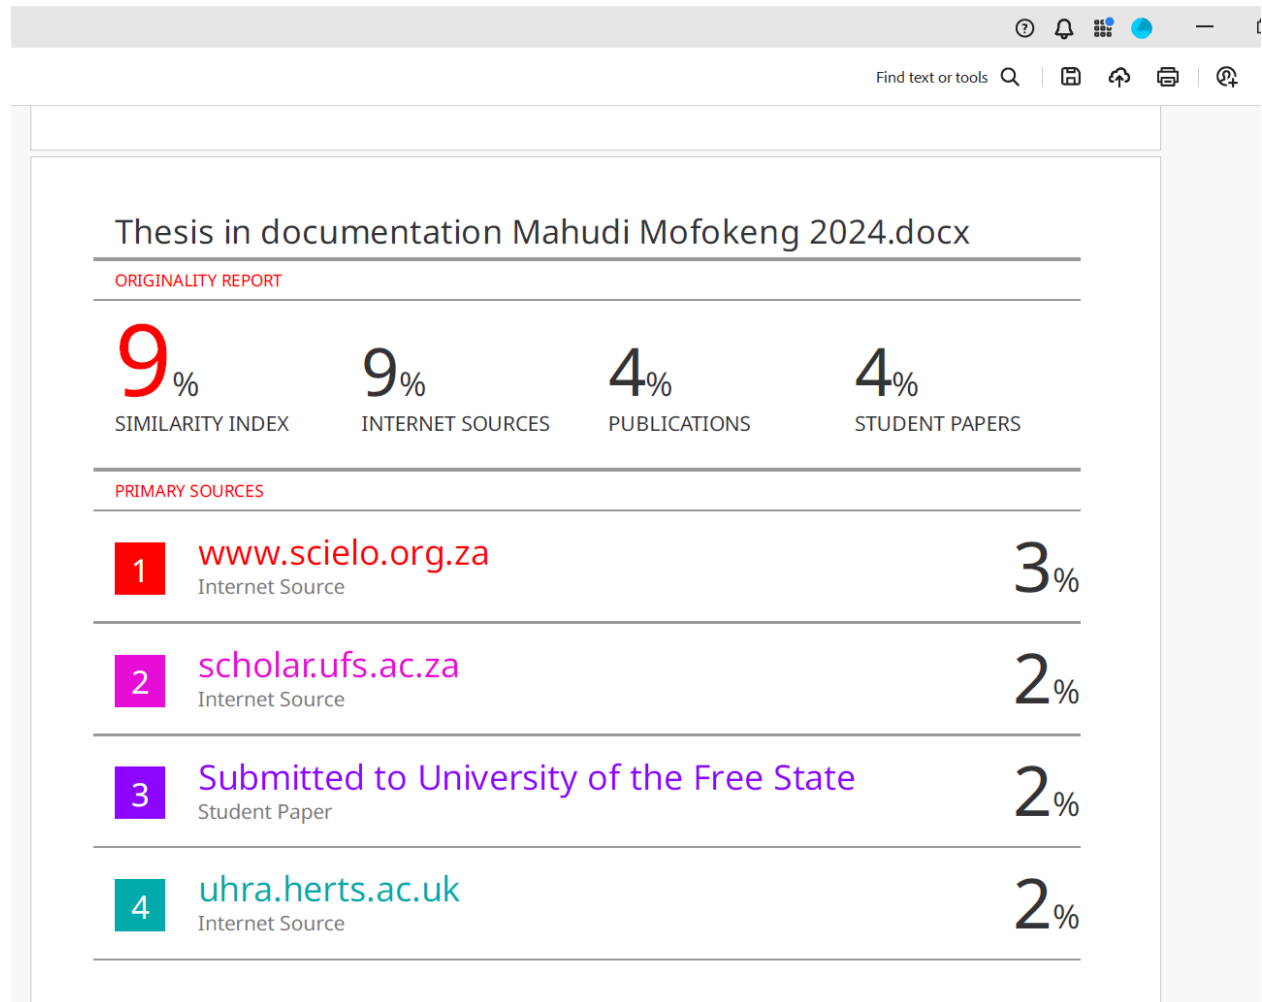 Find text or tools
Thesis in documentation Mahudi Mofokeng 2024.docx
ORIGINALITY REPORT
9% 9% 4% 4%
SIMILARITY INDEX INTERNET SOURCES PUBLICATIONS STUDENT PAPERS
PRIMARY SOURCES
1 www.scielo.org.za 3%
Internet Source
2 scholar.ufs.ac.za 2%
Internet Source
3 Submitted to University of the Free State 2%
Student Paper
4 uhra.herts.ac.uk 2%
Internet Source